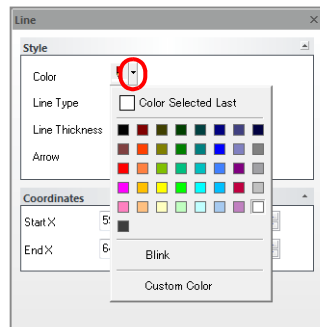 Line
Style
Color
Color Selected Last
Line Type
Line Thickness
Arrow
Coordinates
Start X
End X
Blink
Custom Color